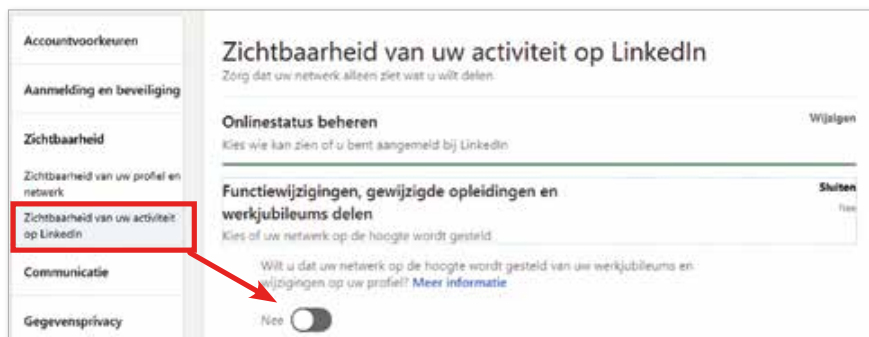 Accountvoorkeuren
Aanmelding en beveiliging
Zichtbaarheid
Zichtbaarheid van uw profiel en
netwerk
Zichtbaarheid van uw activiteit
op LinkedIn
Communicatie
Gegevensprivacy
Zichtbaarheid van uw activiteit op LinkedIn
Zorg dat uw netwerk alleen ziet wat u wilt delen
Onlinestatus beheren
Wijzigen
Kies wie kan zien of u bent aangemeld bij LinkedIn
Functiewijzigingen, gewijzigde opleidingen en
werkjubileums delen
Sluiten
Nee
Kies of uw netwerk op de hoogte wordt gesteld
Wilt u dat uw netwerk op de hoogte wordt gesteld van uw werkjubileums en
wijzigingen op uw profiel? Meer informatie
Nee